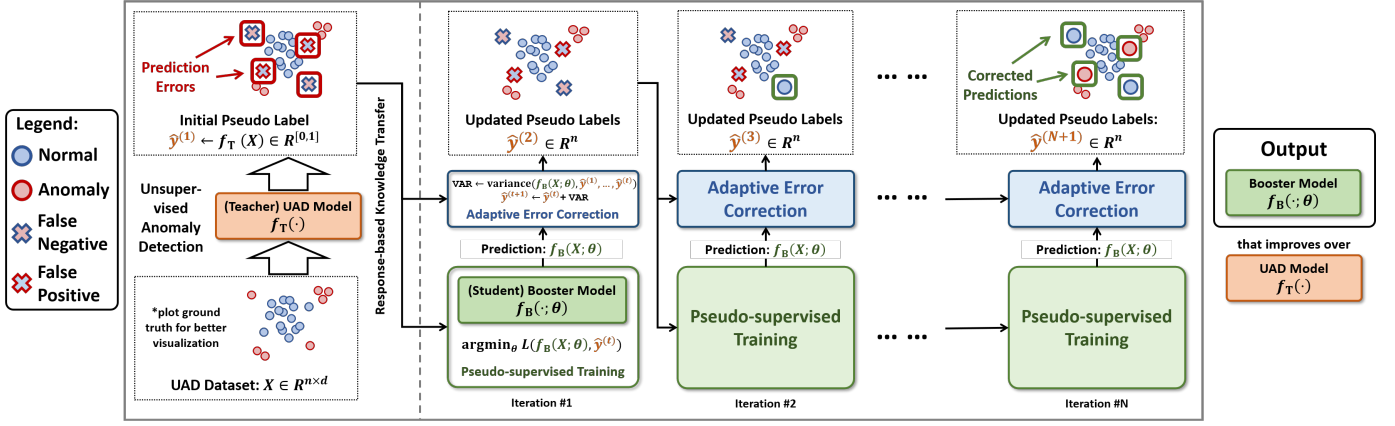 Legend:
Normal
Anomaly
False
Negative
False
Positive
Prediction
Errors
Initial Pseudo Label
ŷ⁽¹⁾ ← f_T (X) ∈ R^[0,1]
Unsuper-
vised
Anomaly
Detection
(Teacher) UAD Model
f_T(·)
*plot ground
truth for better
visualization
UAD Dataset: X ∈ R^{n×d}
Response-based Knowledge Transfer
Updated Pseudo Labels
ŷ⁽²⁾ ∈ Rⁿ
VAR ← variance(f_B(X; θ), ŷ⁽¹⁾, ..., ŷ⁽ᵗ⁾)
ŷ⁽ᵗ⁺¹⁾ ← ŷ⁽ᵗ⁾ + VAR
Adaptive Error Correction
Prediction: f_B(X; θ)
(Student) Booster Model
f_B(·; θ)
argmin_θ L(f_B(X; θ), ŷ⁽ᵗ⁾)
Pseudo-supervised Training
Iteration #1
Updated Pseudo Labels
ŷ⁽³⁾ ∈ Rⁿ
Adaptive Error
Correction
Prediction: f_B(X; θ)
Pseudo-supervised
Training
Iteration #2
... ...
... ...
... ...
Corrected
Predictions
Updated Pseudo Labels:
ŷ^(N+1) ∈ Rⁿ
Adaptive Error
Correction
Prediction: f_B(X; θ)
Pseudo-supervised
Training
Iteration #N
Output
Booster Model
f_B(·; θ)
that improves over
UAD Model
f_T(·)